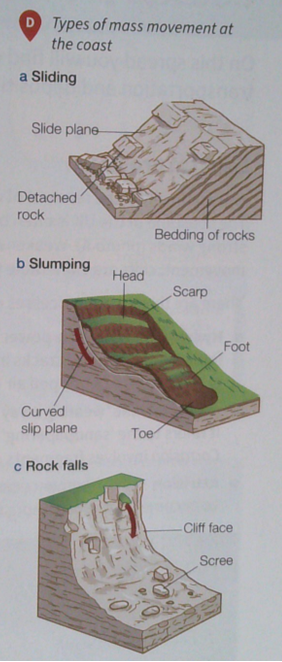 D Types of mass movement at
the coast
a Sliding
Slide plane
Detached
rock
Bedding of rocks
b Slumping
Head
Scarp
Foot
Curved
slip plane
Toe
c Rock falls
Cliff face
Scree